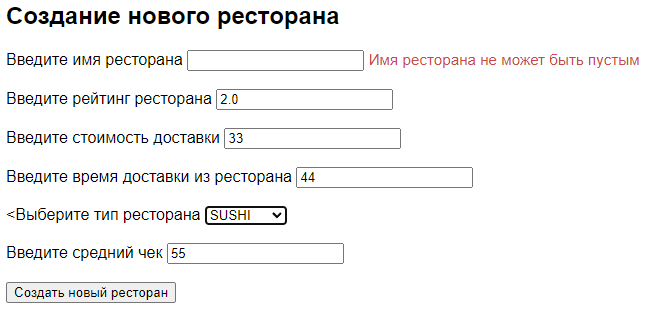 Создание нового ресторана
Введите имя ресторана Имя ресторана не может быть пустым
Введите рейтинг ресторана 2.0
Введите стоимость доставки 33
Введите время доставки из ресторана 44
<Выберите тип ресторана SUSHI
Введите средний чек 55
Создать новый ресторан